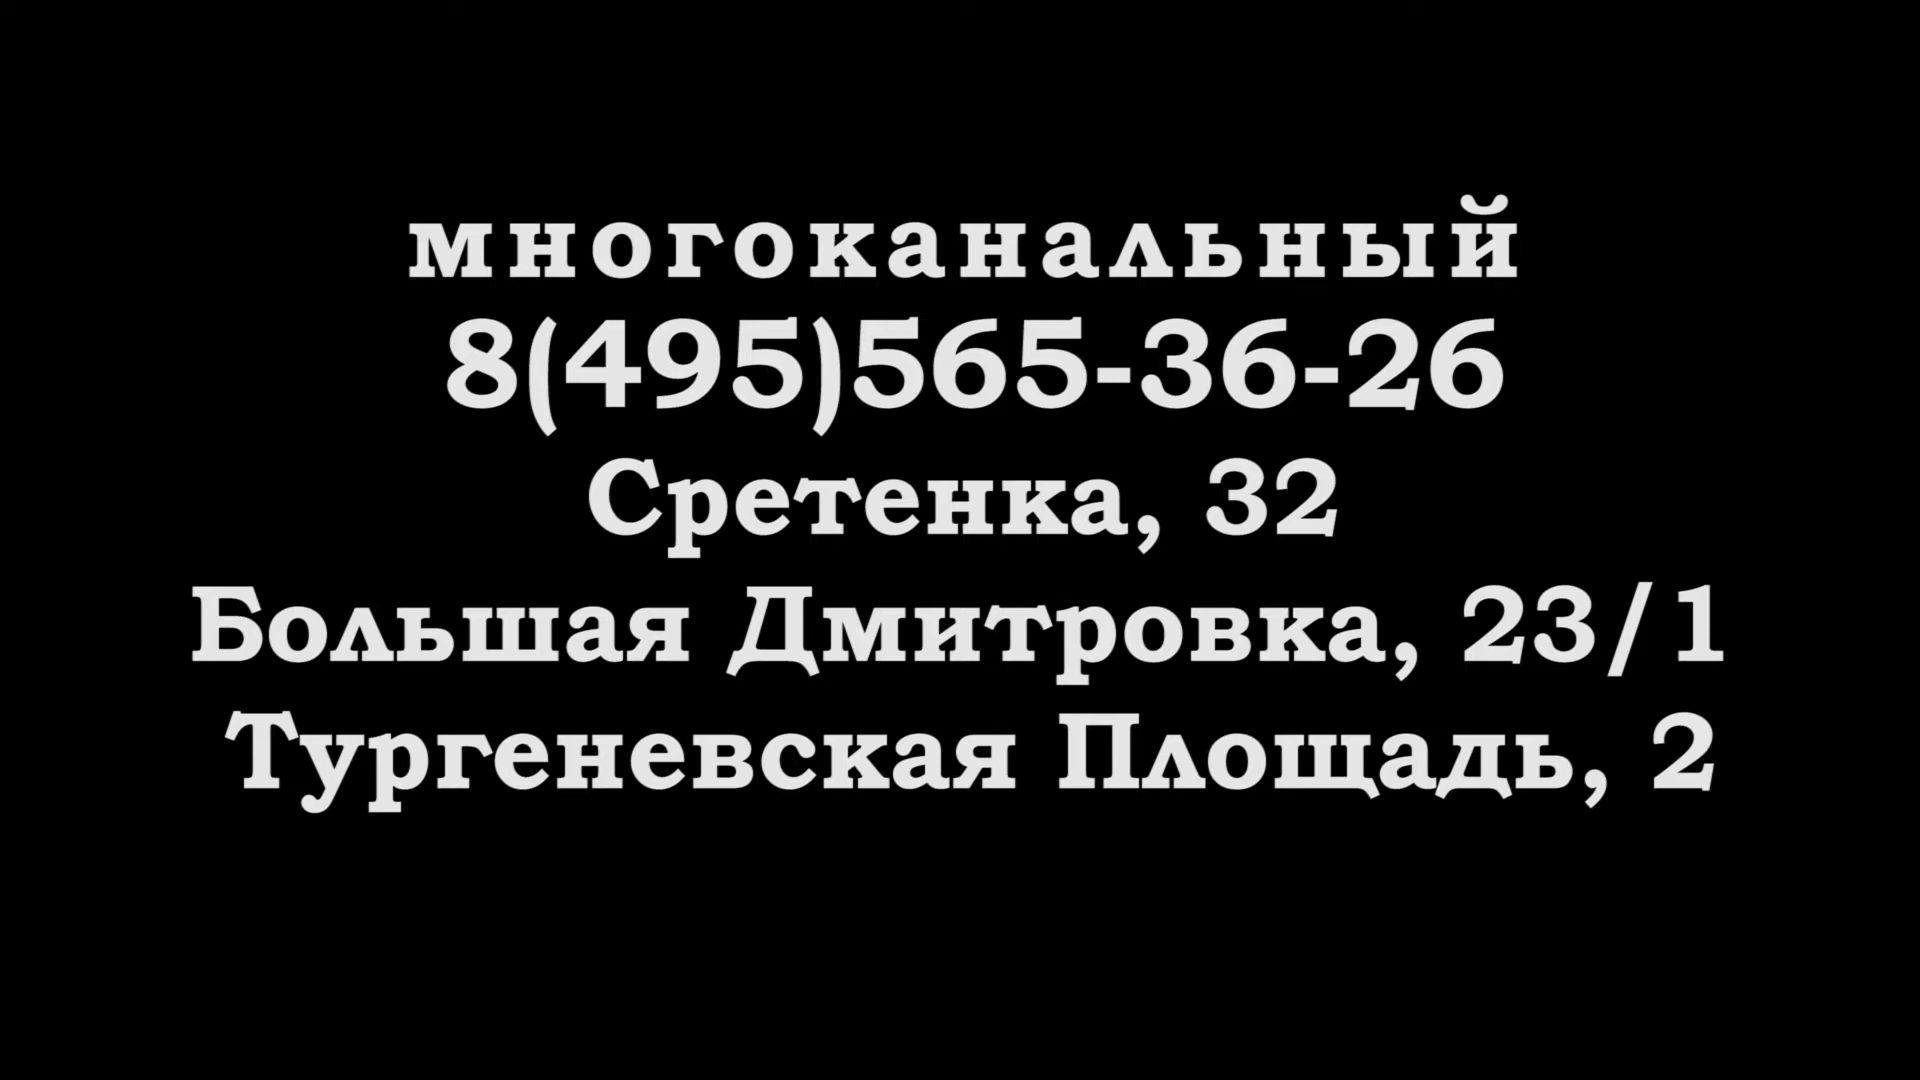 многоканальный
8(495)565-36-26
Сретенка, 32
Большая Дмитровка, 23/1
Тургеневская Площадь, 2